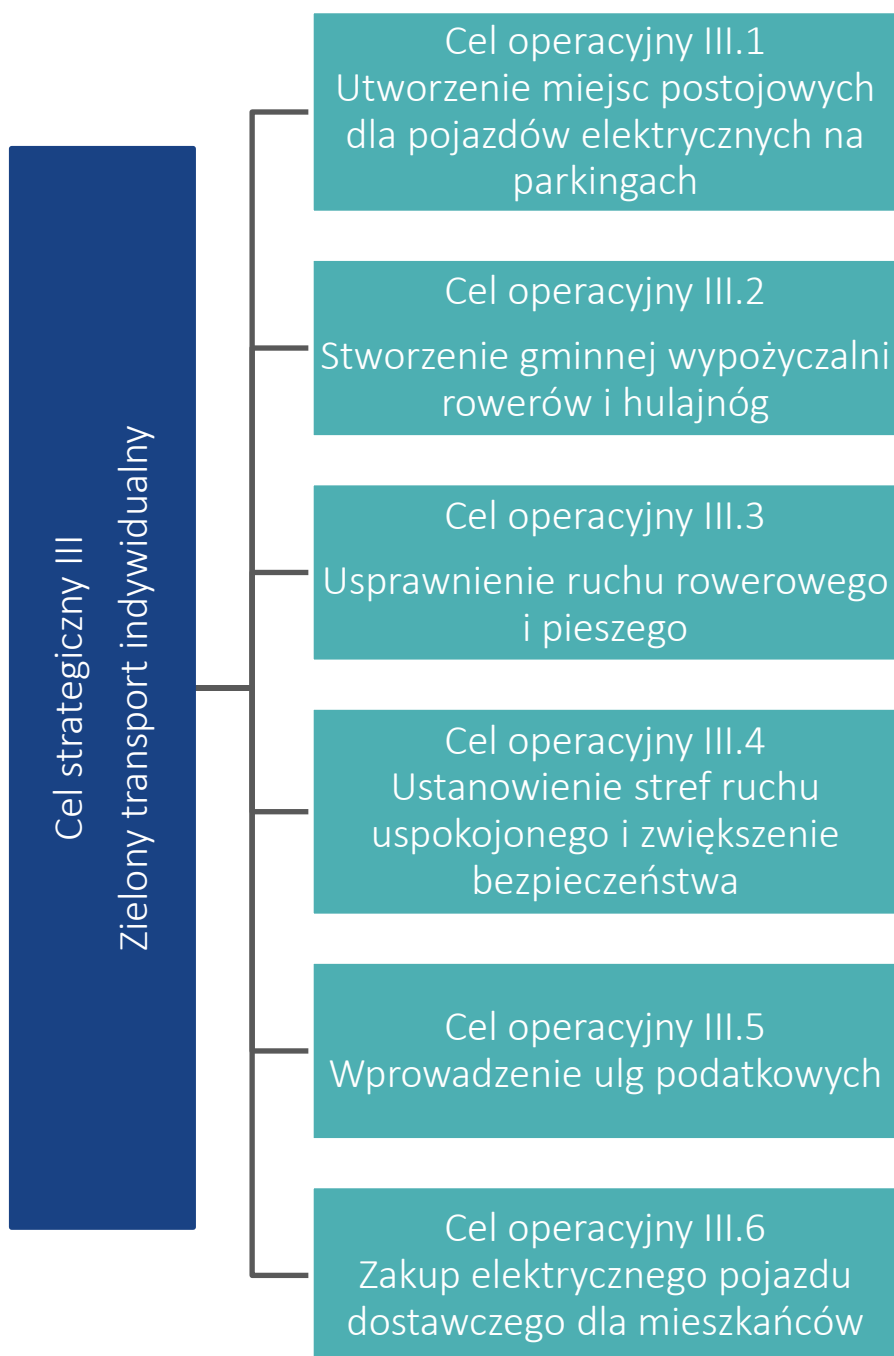 Cel strategiczny III
Zielony transport indywidualny
Cel operacyjny III.1
Utworzenie miejsc postojowych
dla pojazdów elektrycznych na
parkingach
Cel operacyjny III.2
Stworzenie gminnej wypożyczalni
rowerów i hulajnóg
Cel operacyjny III.3
Usprawnienie ruchu rowerowego
i pieszego
Cel operacyjny III.4
Ustanowienie stref ruchu
uspokojonego i zwiększenie
bezpieczeństwa
Cel operacyjny III.5
Wprowadzenie ulg podatkowych
Cel operacyjny III.6
Zakup elektrycznego pojazdu
dostawczego dla mieszkańców